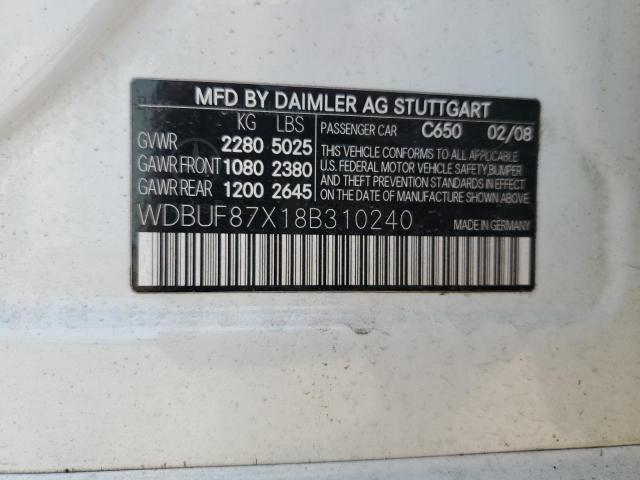 MFD BY DAIMLER AG STUTTGART
KG LBS PASSENGER CAR C650 02/08
GVWR 2280 5025
GAWR FRONT 1080 2380
GAWR REAR 1200 2645
THIS VEHICLE CONFORMS TO ALL APPLICABLE
U.S. FEDERAL MOTOR VEHICLE SAFETY, BUMPER
AND THEFT PREVENTION STANDARDS IN EFFECT
ON THE DATE OF MANUFACTURE SHOWN ABOVE.
WDBUF87X18B310240 MADE IN GERMANY